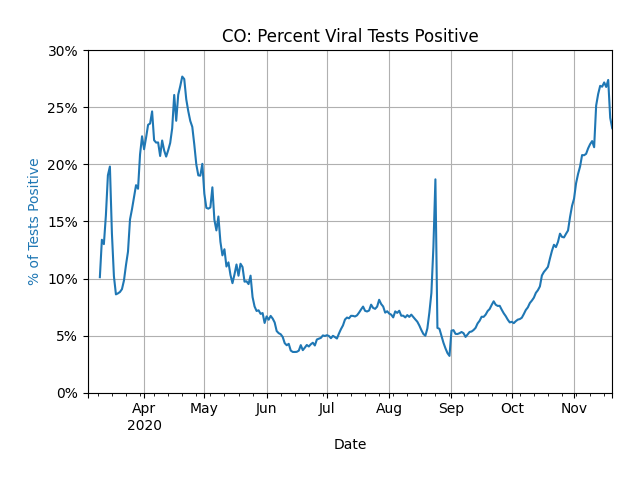 CO: Percent Viral Tests Positive
30%
25%
20%
15%
10%
5%
0%
% of Tests Positive
Apr May Jun Jul Aug Sep Oct Nov
2020
Date